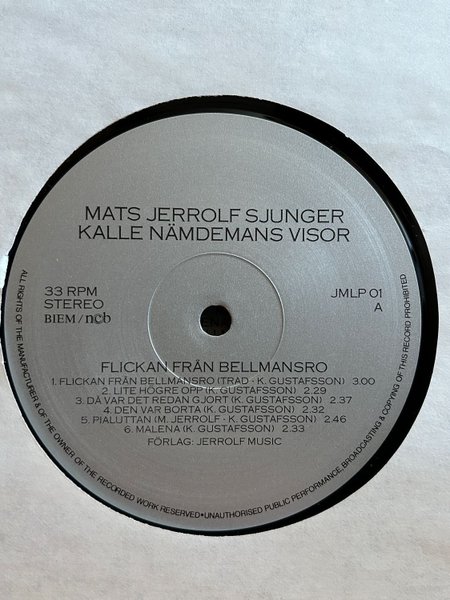 MATS JERROLF SJUNGER
KALLE NÄMDEMANS VISOR
33 RPM
STEREO
BIEM / ncb
JMLP 01
A
FLICKAN FRÅN BELLMANSRO
1. FLICKAN FRÅN BELLMANSRO (TRAD - K. GUSTAFSSON) 3.00
2. LITE HÖGRE OPP (K. GUSTAFSSON) 2.29
3. DÅ VAR DET REDAN GJORT (K. GUSTAFSSON) 2.37
4. DEN VAR BORTA (K. GUSTAFSSON) 2.32
5. PIALUTTAN (M. JERROLF - K. GUSTAFSSON) 2.46
6. MALENA (K. GUSTAFSSON) 2.33
FÖRLAG: JERROLF MUSIC
ALL RIGHTS OF THE MANUFACTURER & OF THE OWNER OF THE RECORDED WORK RESERVED•UNAUTHORISED PUBLIC PERFORMANCE, BROADCASTING & COPYING OF THIS RECORD PROHIBITED